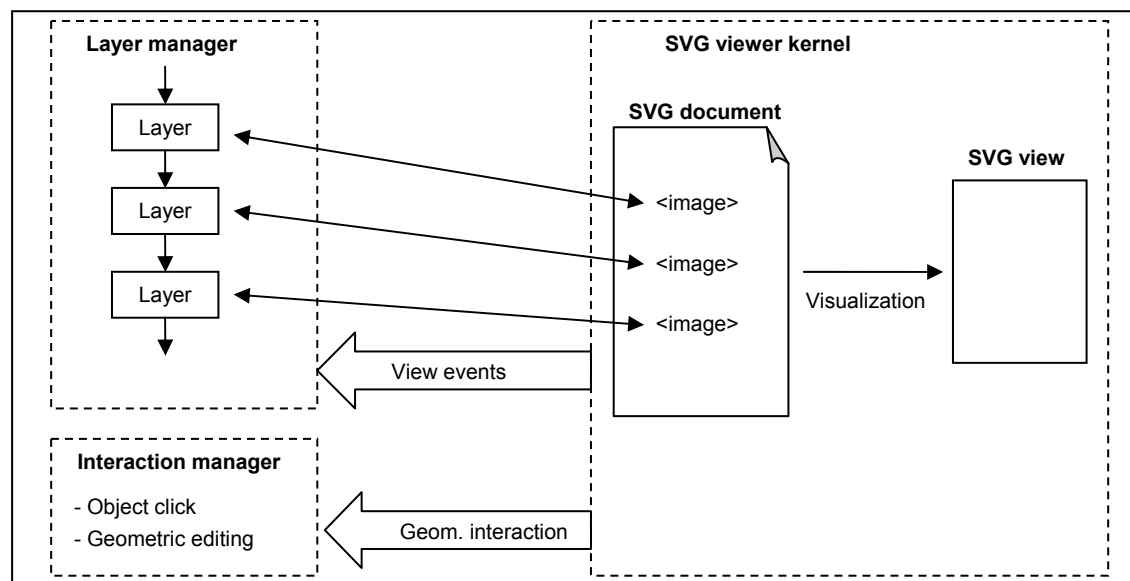 Layer manager
Layer
Layer
Layer
View events
Interaction manager
- Object click
- Geometric editing
Geom. interaction
SVG viewer kernel
SVG document
<image>
<image>
<image>
Visualization
SVG view